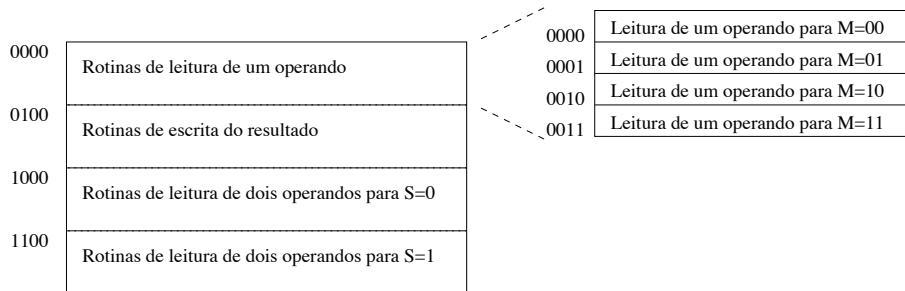 0000
Rotinas de leitura de um operando
0100
Rotinas de escrita do resultado
1000
Rotinas de leitura de dois operandos para S=0
1100
Rotinas de leitura de dois operandos para S=1
0000
Leitura de um operando para M=00
0001
Leitura de um operando para M=01
0010
Leitura de um operando para M=10
0011
Leitura de um operando para M=11